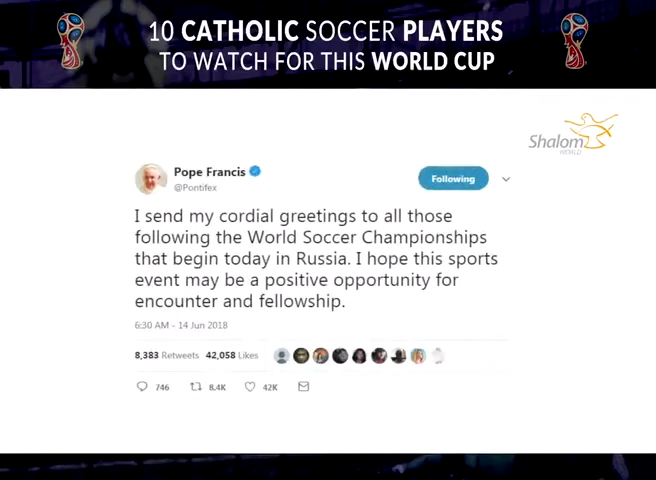 10 CATHOLIC SOCCER PLAYERS
TO WATCH FOR THIS WORLD CUP
Shalom
WORLD
Pope Francis
@Pontifex
Following
I send my cordial greetings to all those
following the World Soccer Championships
that begin today in Russia. I hope this sports
event may be a positive opportunity for
encounter and fellowship.
6:30 AM - 14 Jun 2018
8,383 Retweets 42,058 Likes
746 8.4K 42K